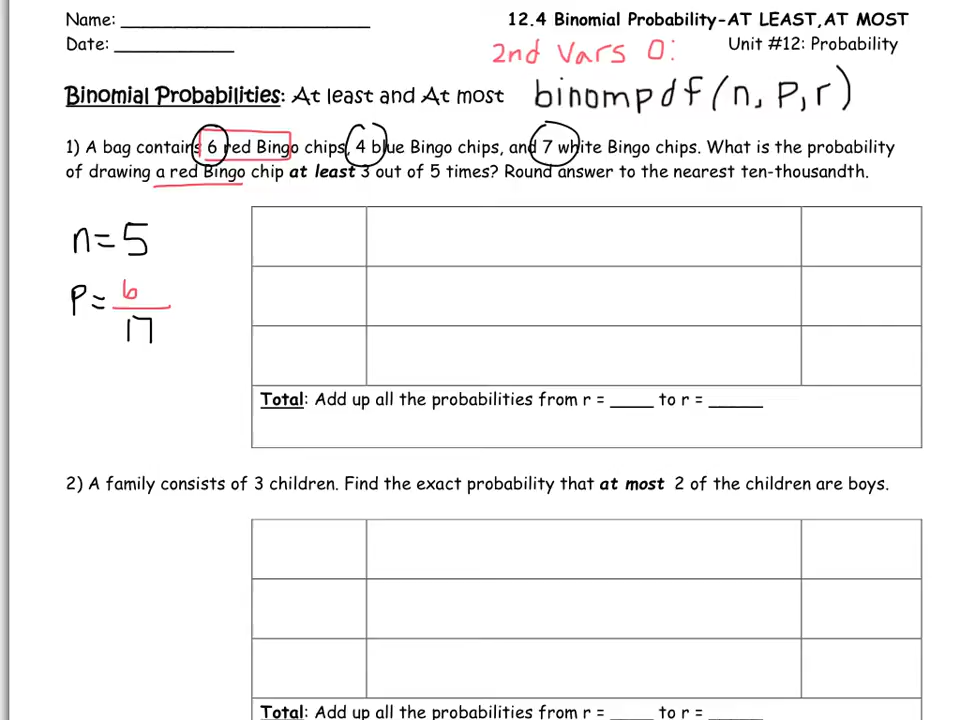 Name: ____________________________
Date: ______________
12.4 Binomial Probability-AT LEAST,AT MOST
2nd Vars 0:
Unit #12: Probability
Binomial Probabilities: At least and At most
binompdf(n, p, r)
1) A bag contains 6 red Bingo chips, 4 blue Bingo chips, and 7 white Bingo chips. What is the probability
of drawing a red Bingo chip at least 3 out of 5 times? Round answer to the nearest ten-thousandth.
n=5
P= 6/17
Total: Add up all the probabilities from r = ____ to r = _____
2) A family consists of 3 children. Find the exact probability that at most 2 of the children are boys.
Total: Add up all the probabilities from r = ____ to r = _____